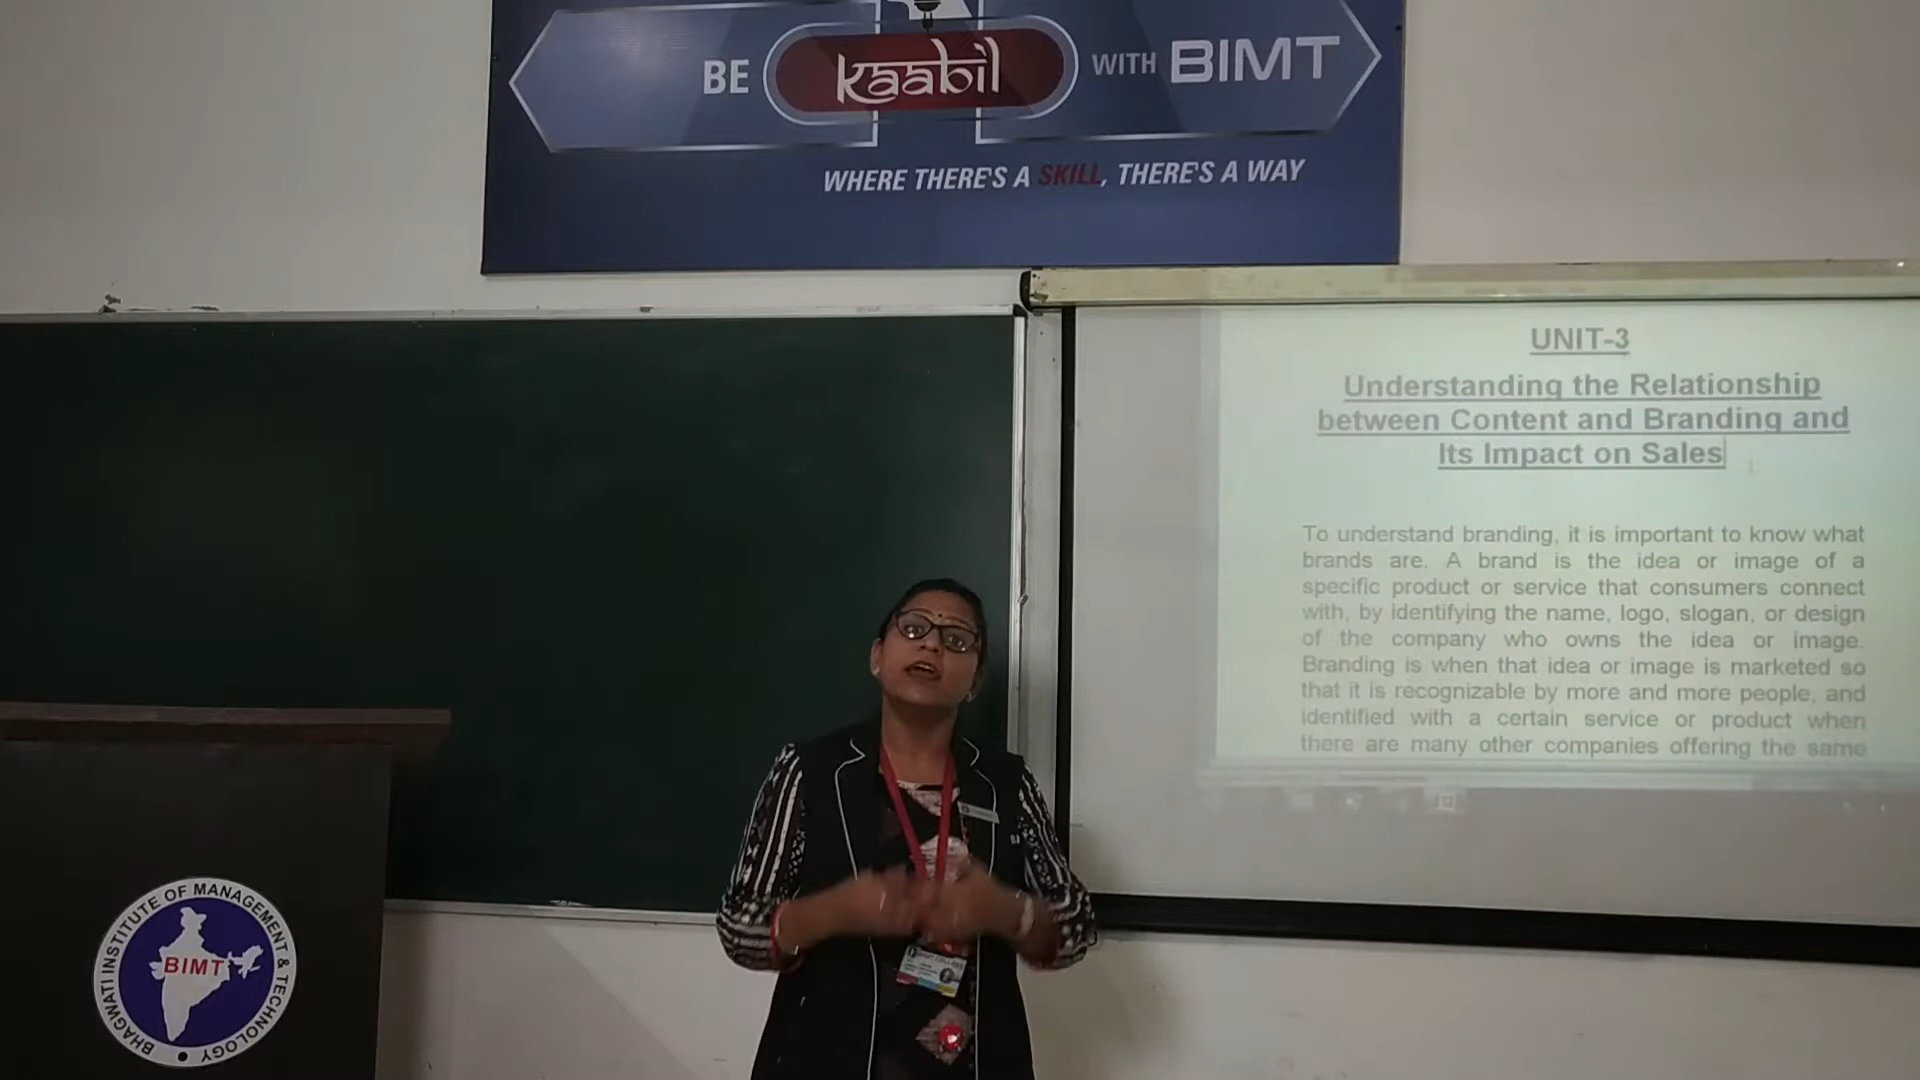 BE kaabil WITH BIMT
WHERE THERE'S A SKILL, THERE'S A WAY
UNIT-3
Understanding the Relationship
between Content and Branding and
Its Impact on Sales
To understand branding, it is important to know what
brands are. A brand is the idea or image of a
specific product or service that consumers connect
with, by identifying the name, logo, slogan, or design
of the company who owns the idea or image.
Branding is when that idea or image is marketed so
that it is recognizable by more and more people, and
identified with a certain service or product when
there are many other companies offering the same
BHAGWATI INSTITUTE OF MANAGEMENT & TECHNOLOGY
BIMT